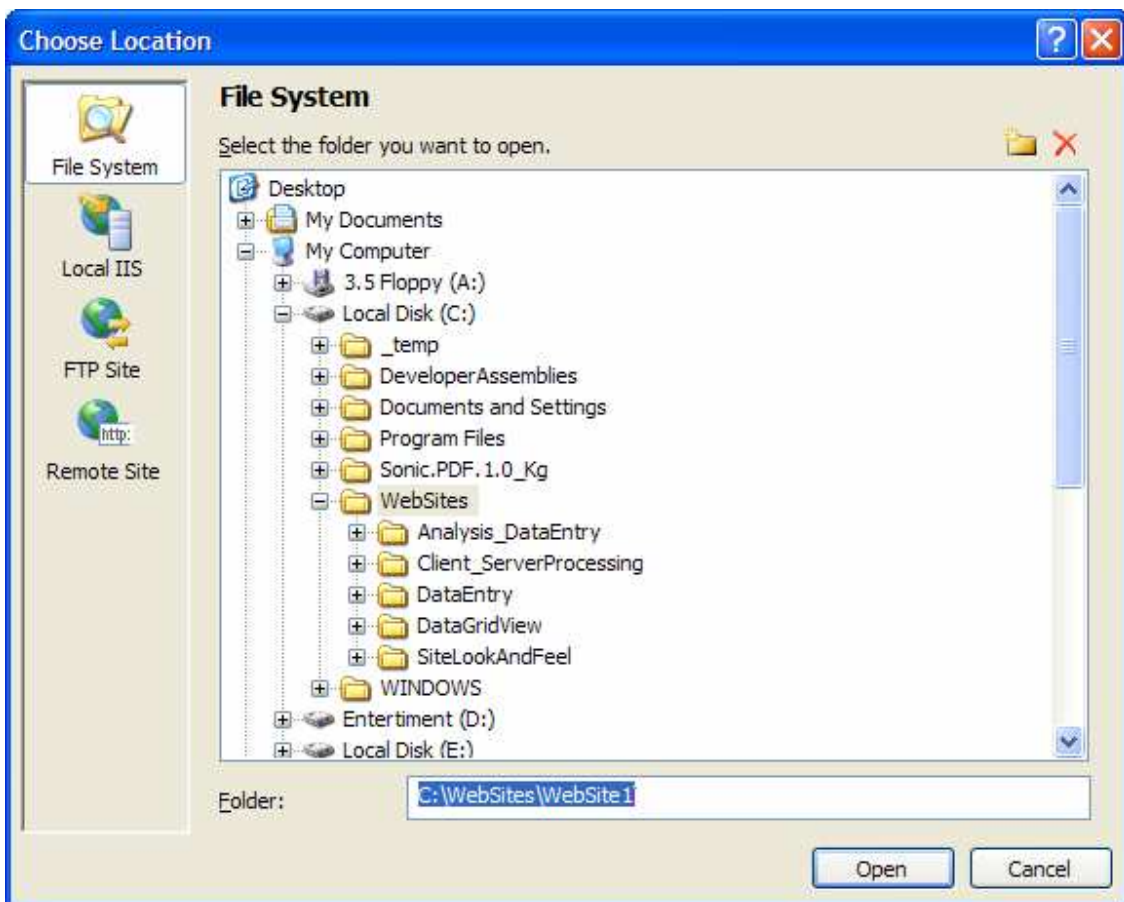 Choose Location
File System
Local IIS
FTP Site
http:
Remote Site
File System
Select the folder you want to open.
Desktop
My Documents
My Computer
3.5 Floppy (A:)
Local Disk (C:)
_temp
DeveloperAssemblies
Documents and Settings
Program Files
Sonic.PDF.1.0_Kg
WebSites
Analysis_DataEntry
Client_ServerProcessing
DataEntry
DataGridView
SiteLookAndFeel
WINDOWS
Entertiment (D:)
Local Disk (E:)
Folder: C:\WebSites\WebSite1
Open Cancel